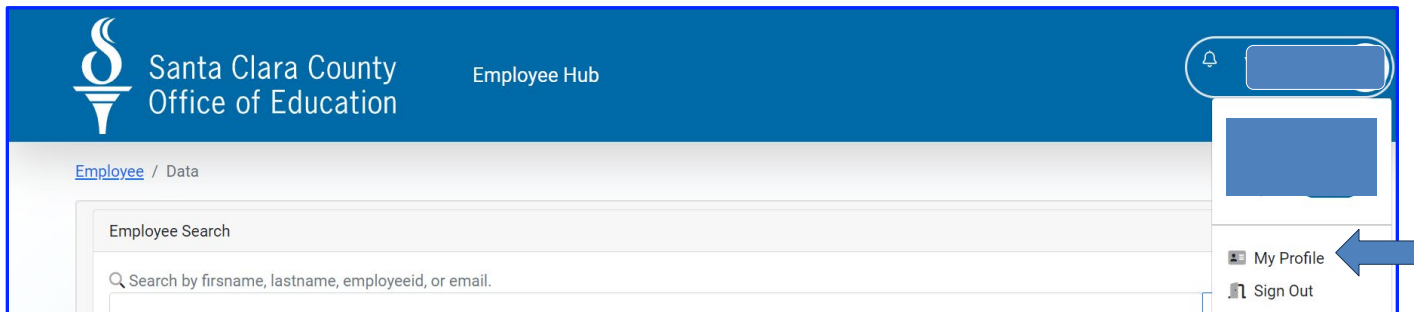 Santa Clara County
Office of Education
Employee Hub
Employee / Data
Employee Search
Search by firsname, lastname, employeeid, or email.
My Profile
Sign Out